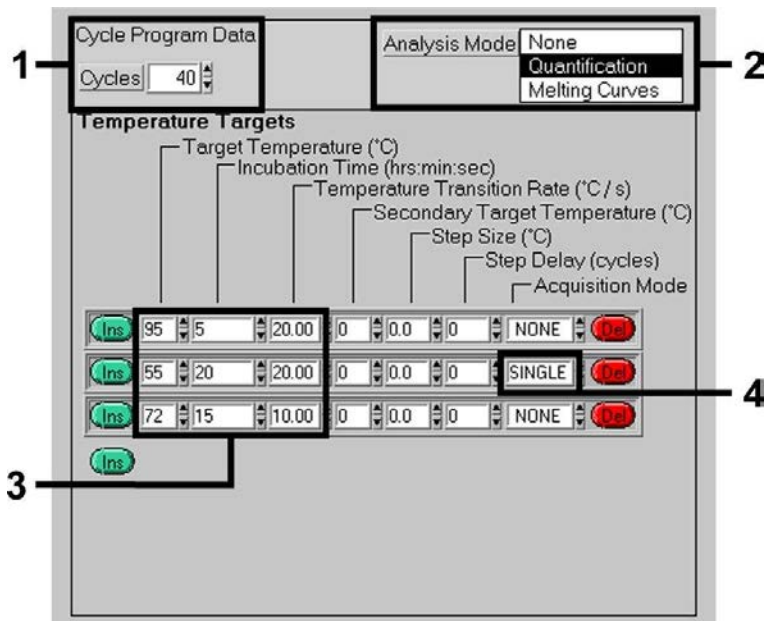 1
Cycle Program Data
Cycles 40
Analysis Mode None
Quantification
Melting Curves
2
Temperature Targets
Target Temperature (°C)
Incubation Time (hrs:min:sec)
Temperature Transition Rate (°C / s)
Secondary Target Temperature (°C)
Step Size (°C)
Step Delay (cycles)
Acquisition Mode
Ins 95 5 20.00 0 0.0 0 NONE Del
Ins 55 20 20.00 0 0.0 0 SINGLE Del
Ins 72 15 10.00 0 0.0 0 NONE Del
4
Ins
3